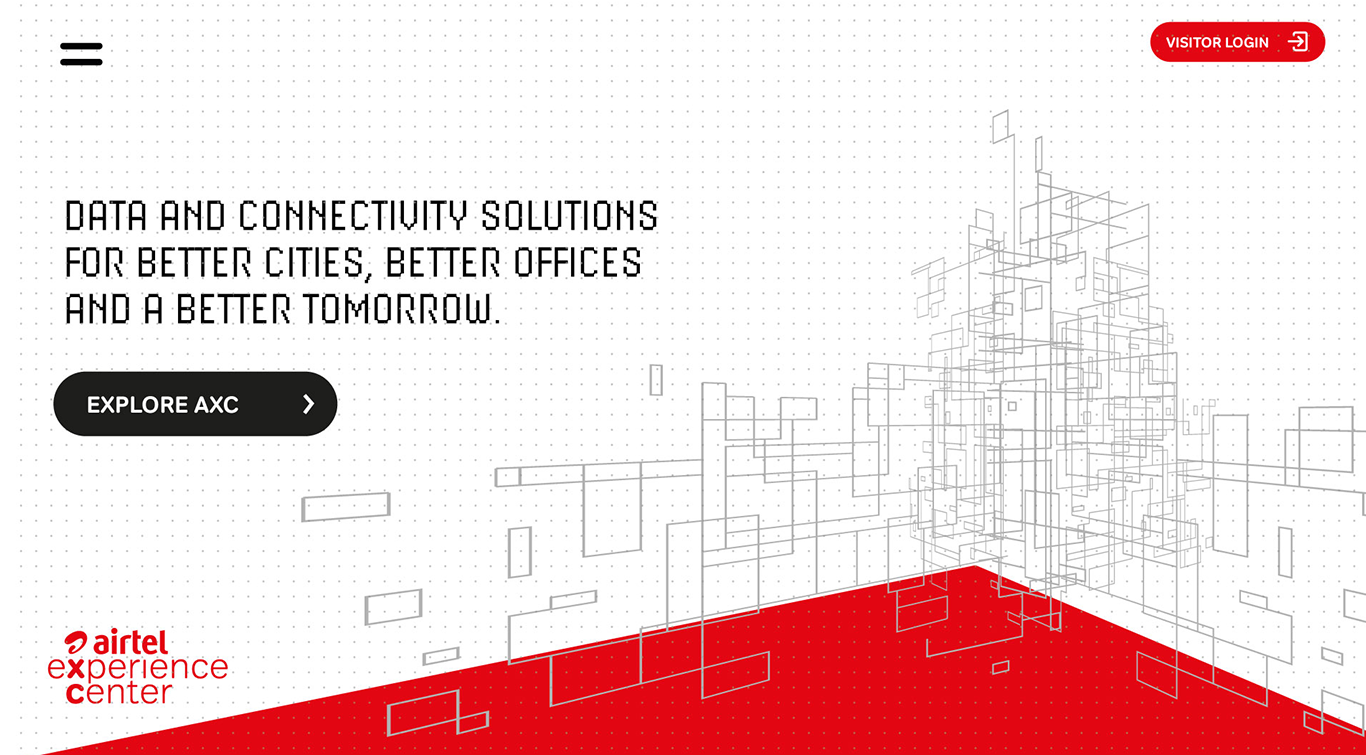 VISITOR LOGIN
DATA AND CONNECTIVITY SOLUTIONS
FOR BETTER CITIES, BETTER OFFICES
AND A BETTER TOMORROW.
EXPLORE AXC
airtel
experience
center